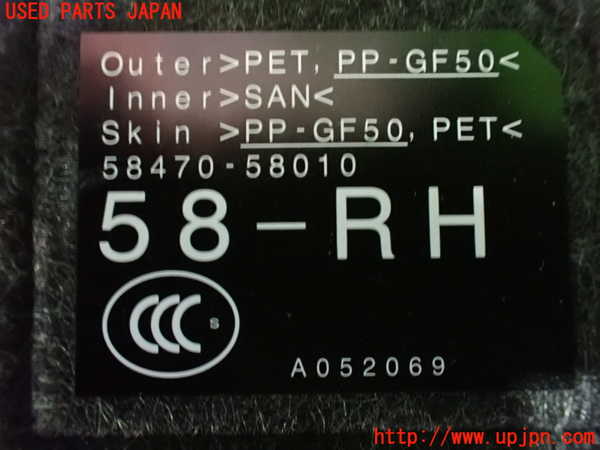 USED PARTS JAPAN
Outer>PET, PP-GF50<
Inner>SAN<
Skin >PP-GF50, PET<
58470-58010
58-RH
CCC S
A052069
http://www.upjpn.com/